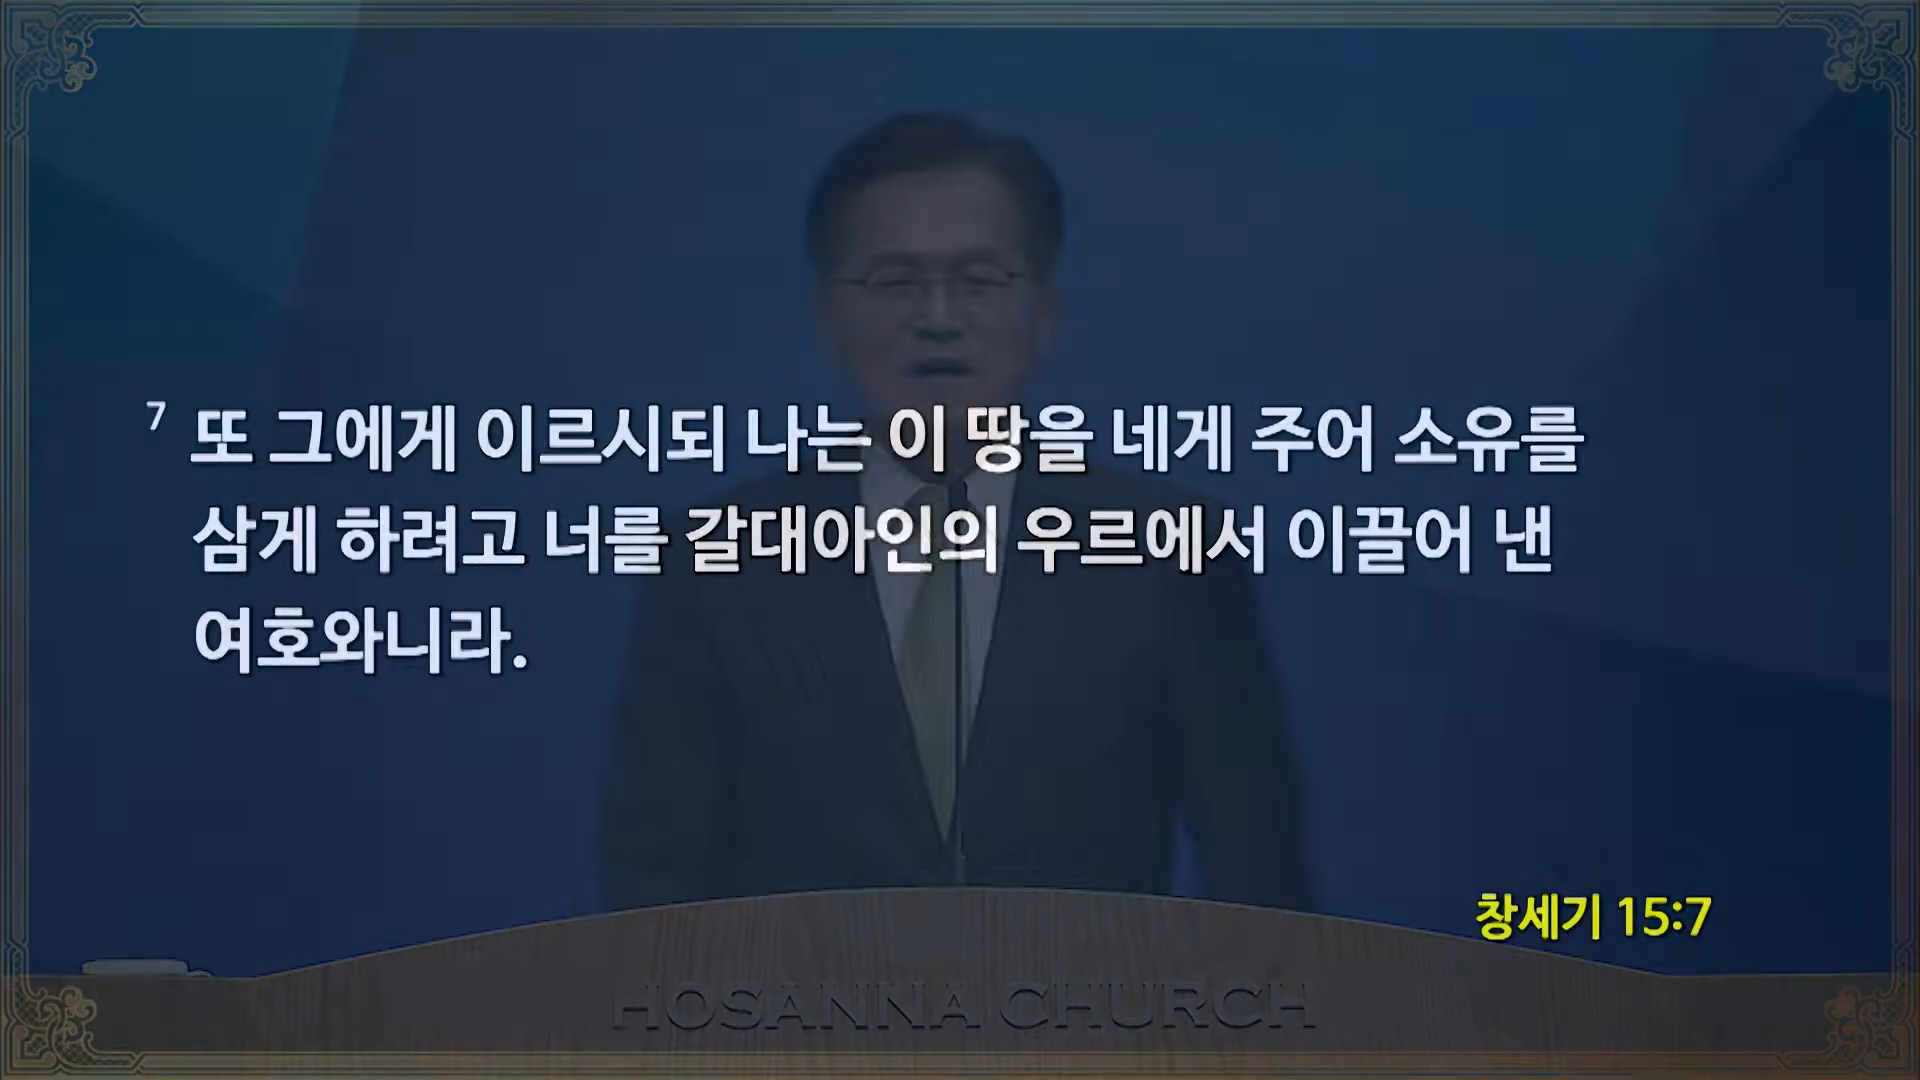 7 또 그에게 이르시되 나는 이 땅을 네게 주어 소유를
삼게 하려고 너를 갈대아인의 우르에서 이끌어 낸
여호와니라.
창세기 15:7
HOSANNA CHURCH